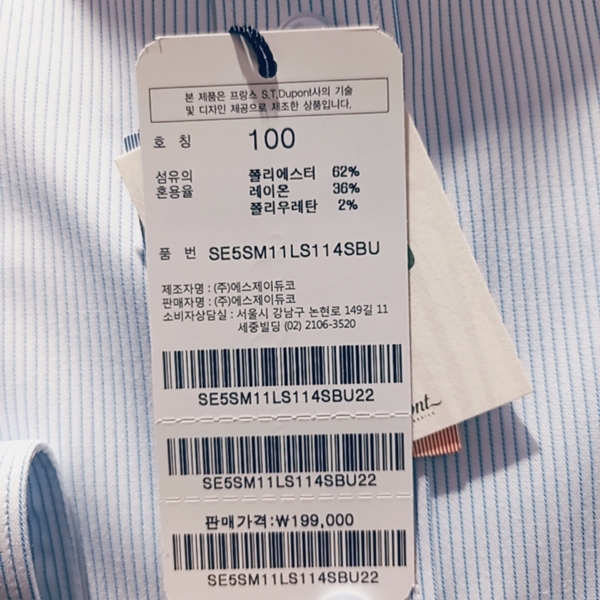 본 제품은 프랑스 S.T.Dupont사의 기술
및 디자인 제공으로 제조한 상품입니다.
호 칭 100
섬유의 폴리에스터 62%
혼용율 레이온 36%
폴리우레탄 2%
품 번 SE5SM11LS114SBU
제조자명 : (주)에스제이듀코
판매자명 : (주)에스제이듀코
소비자상담실 : 서울시 강남구 논현로 149길 11
세중빌딩 (02) 2106-3520
SE5SM11LS114SBU22
SE5SM11LS114SBU22
판매가격:₩199,000
SE5SM11LS114SBU22